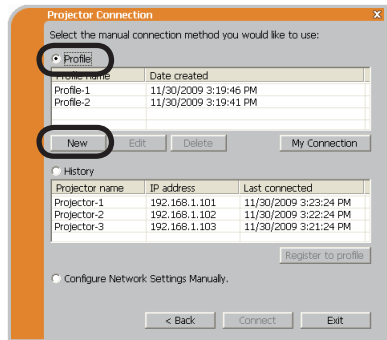 Projector Connection X
Select the manual connection method you would like to use:
Profile
Profile name Date created
Profile-1 11/30/2009 3:19:46 PM
Profile-2 11/30/2009 3:19:41 PM
New Edit Delete My Connection
History
Projector name IP address Last connected
Projector-1 192.168.1.101 11/30/2009 3:23:24 PM
Projector-2 192.168.1.102 11/30/2009 3:22:24 PM
Projector-3 192.168.1.103 11/30/2009 3:21:24 PM
Register to profile
Configure Network Settings Manually.
< Back Connect Exit